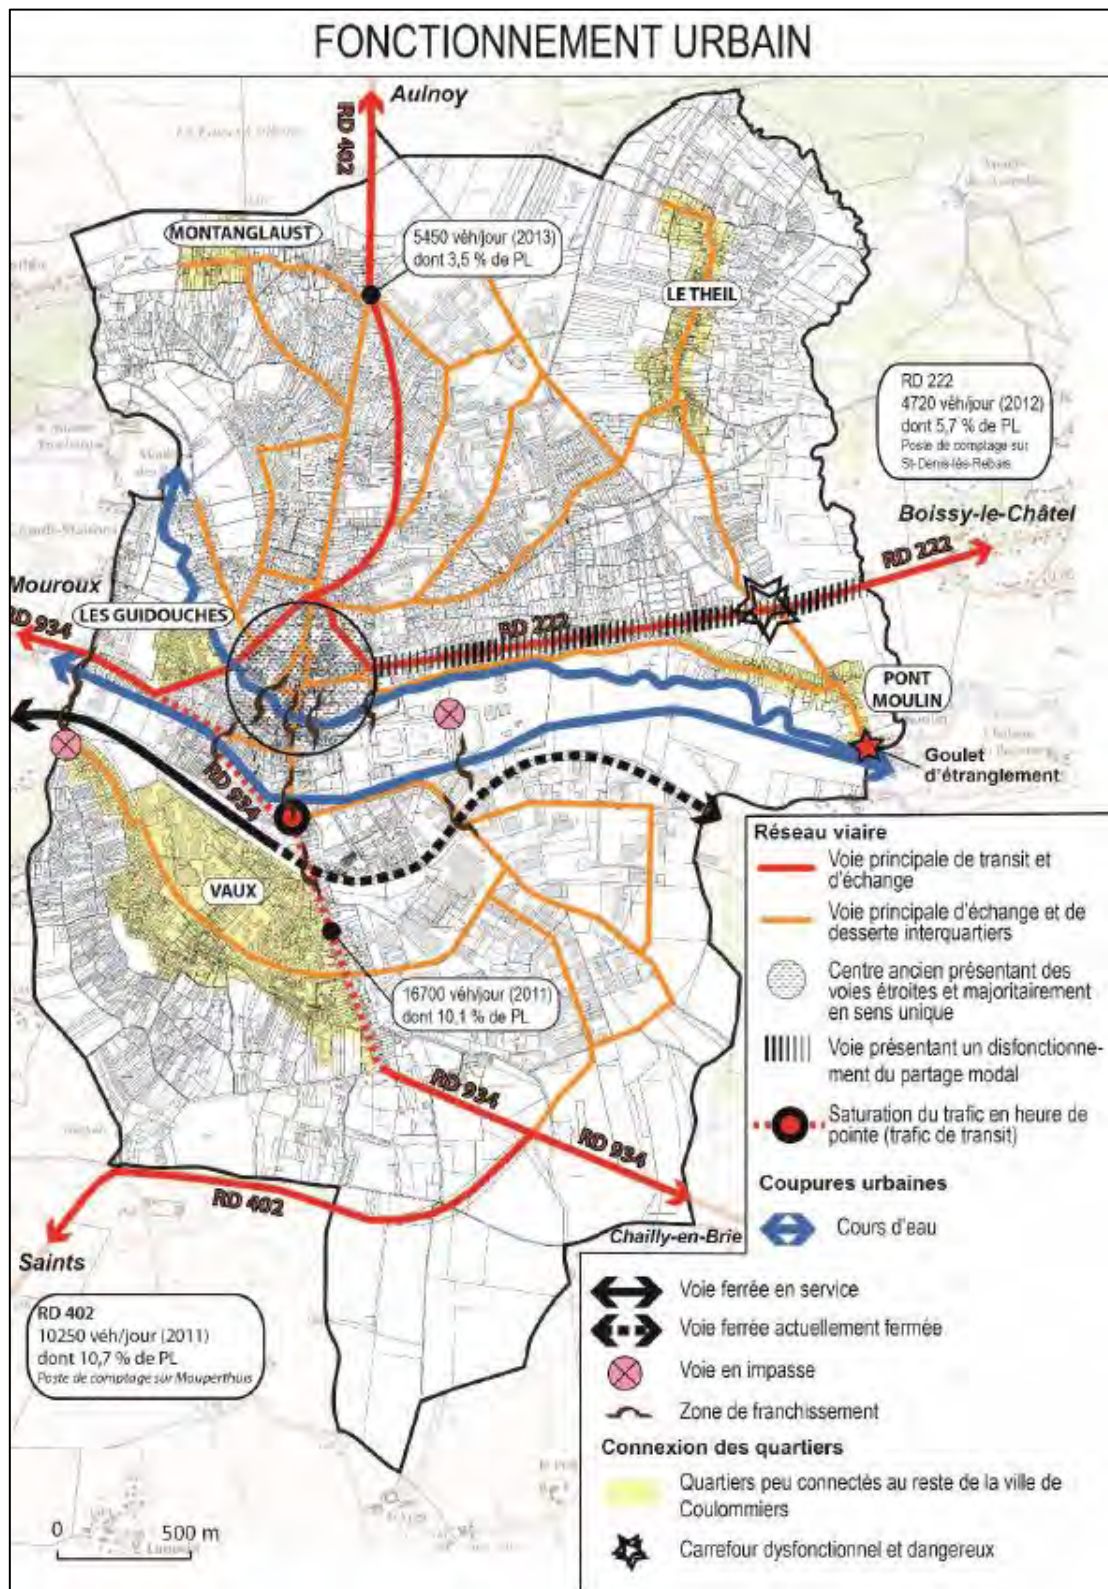 FONCTIONNEMENT URBAIN
Aulnoy
RD 402
MONTANGLAUST
5450 véh/jour (2013)
dont 3,5 % de PL
LE THEIL
RD 222
4720 véh/jour (2012)
dont 5,7 % de PL
Poste de comptage sur
St-Denis-lès-Rebais
Boissy-le-Châtel
RD 222
Mouroux
RD 934
LES GUIDOUCHES
RD 222
PONT
MOULIN
Goulet
d'étranglement
RD 934
VAUX
16700 véh/jour (2011)
dont 10,1 % de PL
RD 934
RD 934
RD 402
Chailly-en-Brie
Saints
RD 402
10250 véh/jour (2011)
dont 10,7 % de PL
Poste de comptage sur Mauperthuis
0 500 m
Réseau viaire
Voie principale de transit et
d'échange
Voie principale d'échange et de
desserte interquartiers
Centre ancien présentant des
voies étroites et majoritairement
en sens unique
Voie présentant un disfonctionne-
ment du partage modal
Saturation du trafic en heure de
pointe (trafic de transit)
Coupures urbaines
Cours d'eau
Voie ferrée en service
Voie ferrée actuellement fermée
Voie en impasse
Zone de franchissement
Connexion des quartiers
Quartiers peu connectés au reste de la ville de
Coulommiers
Carrefour dysfonctionnel et dangereux